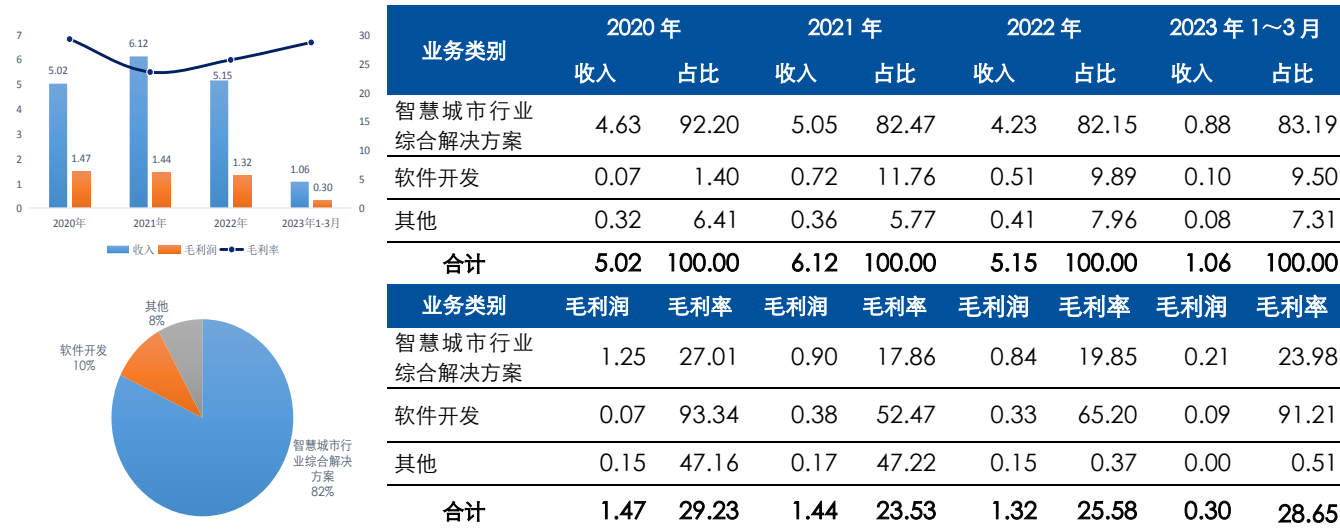 7
6
5
4
3
2
1
0
30
25
20
15
10
5
0
5.02
1.47
6.12
1.44
5.15
1.32
1.06
0.30
2020年 2021年 2022年 2023年1-3月
收入 毛利润 毛利率
其他
8%
软件开发
10%
智慧城市行
业综合解决
方案
82%
业务类别 2020 年 2021 年 2022 年 2023 年 1～3 月
收入 占比 收入 占比 收入 占比 收入 占比
智慧城市行业
综合解决方案 4.63 92.20 5.05 82.47 4.23 82.15 0.88 83.19
软件开发 0.07 1.40 0.72 11.76 0.51 9.89 0.10 9.50
其他 0.32 6.41 0.36 5.77 0.41 7.96 0.08 7.31
合计 5.02 100.00 6.12 100.00 5.15 100.00 1.06 100.00
业务类别 毛利润 毛利率 毛利润 毛利率 毛利润 毛利率 毛利润 毛利率
智慧城市行业
综合解决方案 1.25 27.01 0.90 17.86 0.84 19.85 0.21 23.98
软件开发 0.07 93.34 0.38 52.47 0.33 65.20 0.09 91.21
其他 0.15 47.16 0.17 47.22 0.15 0.37 0.00 0.51
合计 1.47 29.23 1.44 23.53 1.32 25.58 0.30 28.65